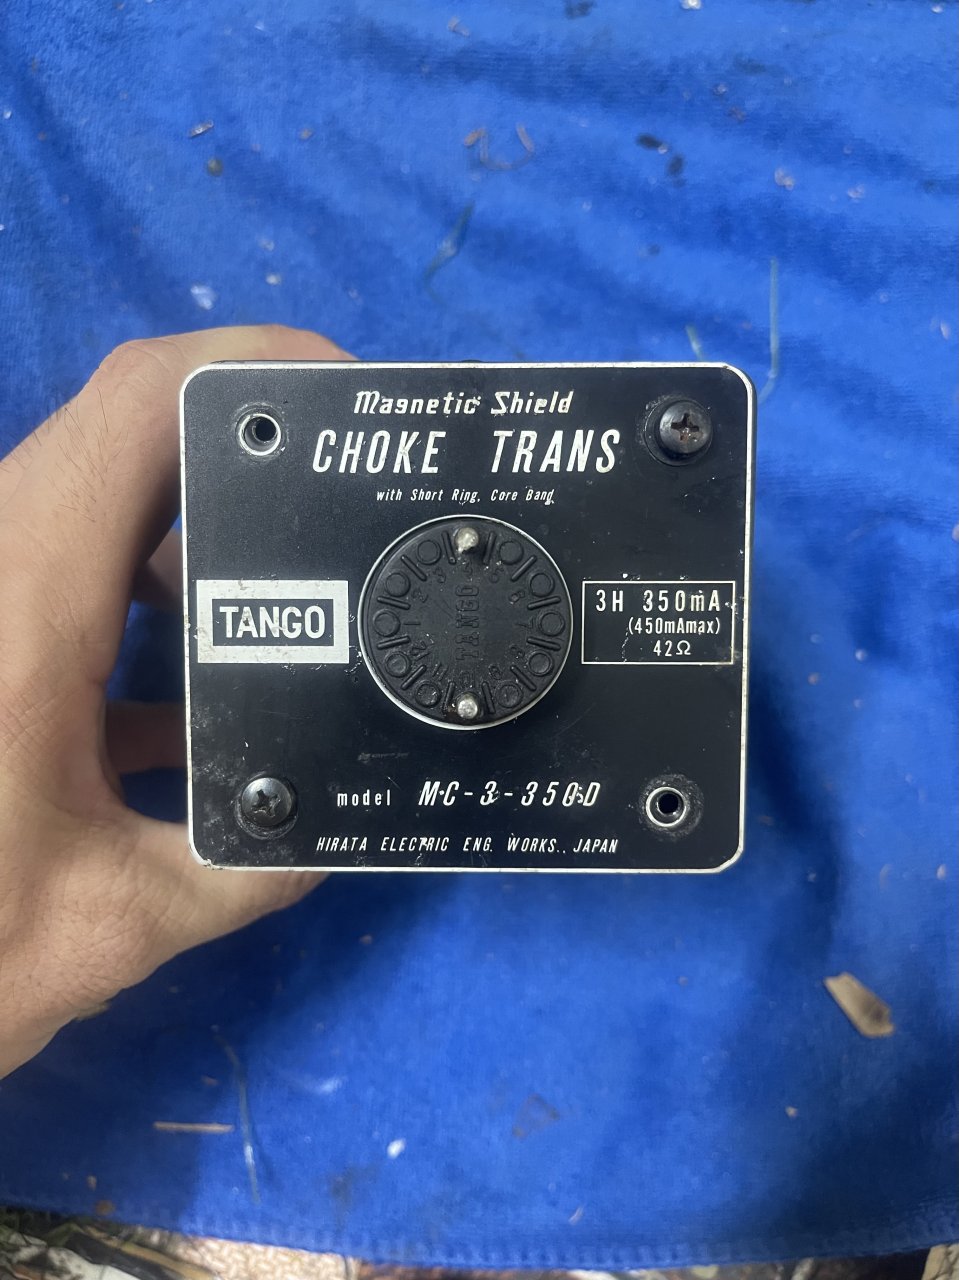 Magnetic Shield
CHOKE TRANS
with Short Ring, Core Band
TANGO
TANGO
3H 350mA
(450mAmax)
42Ω
model MC-3-350D
HIRATA ELECTRIC ENG. WORKS., JAPAN